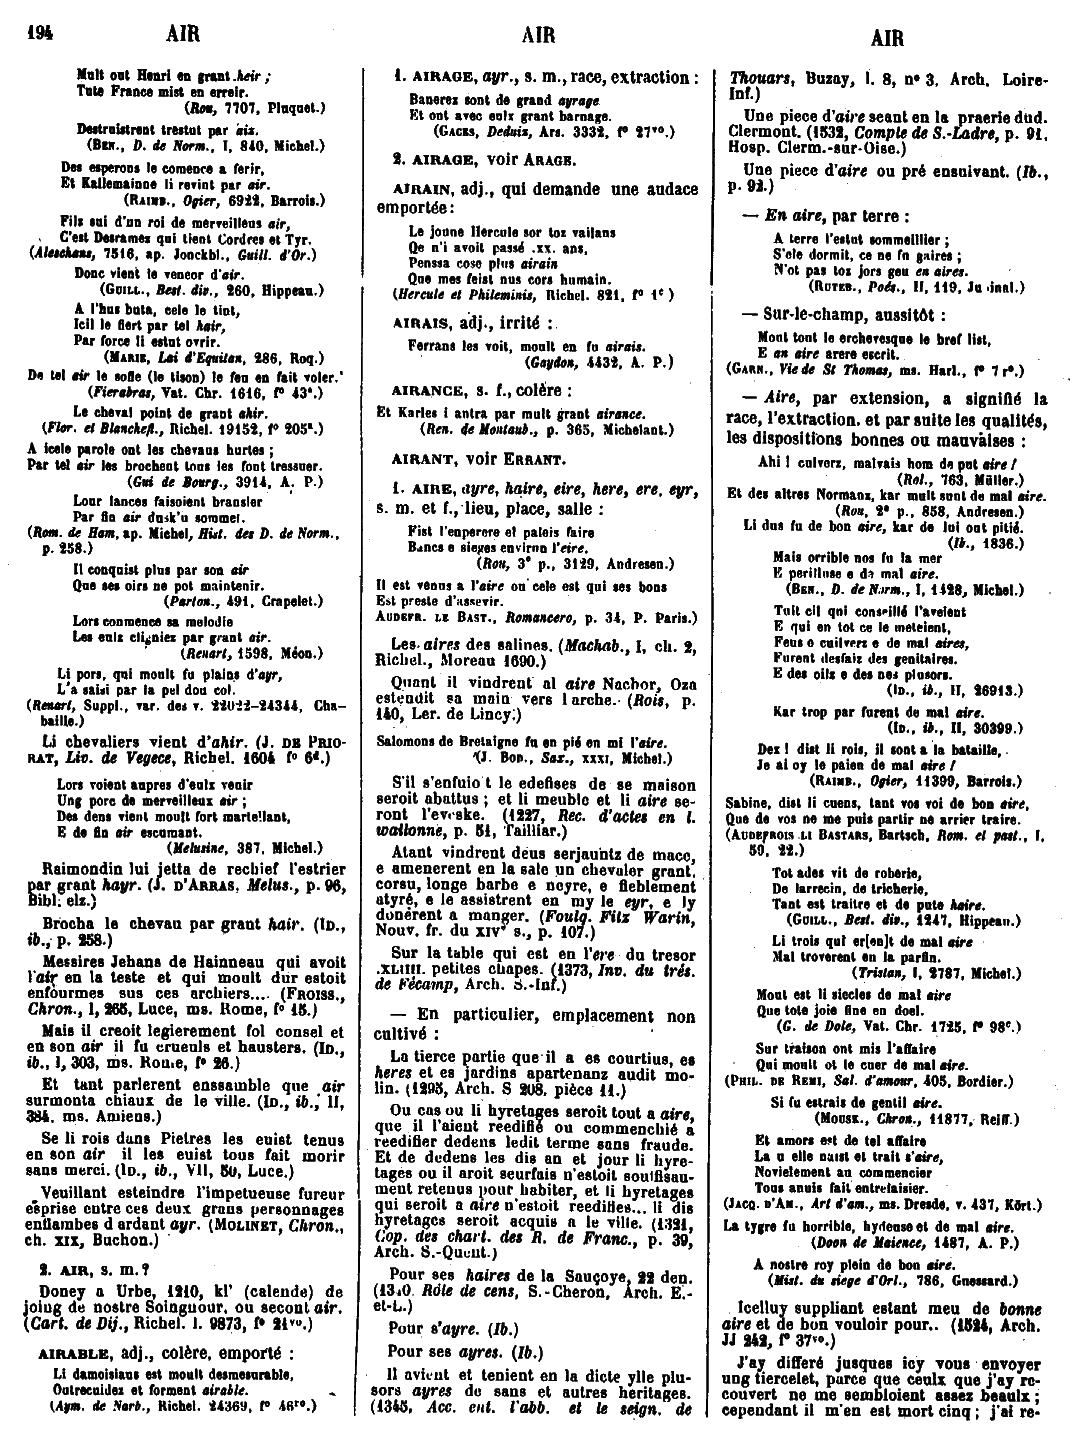 194 AIR AIR AIR
Mult out Henri en grant heir ;
Tute France mist en erreir.
(Rou, 7707, Pluquet.)
Destruistrent trestut par aïz.
(Ben., D. de Norm., I, 840, Michel.)
Des esperons le comence a ferir,
Et Kallemainne li revint par air.
(Raimb., Ogier, 6922, Barrois.)
Fils sui d'un roi de merveilleus air,
C'est Desramez qui tient Cordres et Tyr.
(Aleschans, 7516, ap. Jonckbl., Guill. d'Or.)
Donc vient le veneor d'air.
(Guill., Best. div., 260, Hippeau.)
A l'hus buta, cele le tint,
Icil le fiert par tel hair,
Par force li estut ovrir.
(Marie, Lai d'Equitan, 286, Roq.)
De tel air le sofle (le tison) le feu en fait voler.
(Fierabras, Vat. Chr. 1616, f° 43ª.)
Le cheval point de grant ahir.
(Flor. et Blanchefl., Richel. 19152, f° 205ª.)
A icele parole ont les chevaus hurtes ;
Par tel air les brochent tous les font tressuer.
(Gui de Bourg., 3914, A. P.)
Lour lances faisoient bransler
Par fin air dusk'u sommet.
(Rom. de Ham, ap. Michel, Hist. des D. de Norm.,
p. 258.)
Il conquist plus par son air
Que ses oirs ne pot maintenir.
(Parton., 491, Crapelet.)
Lors conmence sa melodie
Les eulz cligniez par grant air.
(Renart, 1598, Méon.)
Li pors, qui moult fu plains d'ayr,
L'a saisi par la pel dou col.
(Renart, Suppl., var. des v. 22022-24344, Cha-
baille.)
Li chevaliers vient d'ahir. (J. de Prio-
rat, Liv. de Vegece, Richel. 1604 f° 6ᵈ.)
Lors voient aupres d'eulx venir
Ung porc de merveilleux air ;
Des dens vient moult fort martellant,
E de fin air escumant.
(Melusine, 387, Michel.)
Raimondin lui jetta de rechief l'estrier
par grant hayr. (J. d'Arras, Melus., p. 96,
Bibl. elz.)
Brocha le chevau par grant hair. (Id.,
ib., p. 258.)
Messires Jehans de Hainneau qui avoit
l'air en la teste et qui moult dur estoit
enfourmes sus ces archiers.... (Froiss.,
Chron., I, 265, Luce, ms. Rome, f° 15.)
Mais il creoit legierement fol consel et
en son air il fu crueuls et hausters. (Id.,
ib., I, 303, ms. Rome, f° 26.)
Et tant parlerent enssamble que air
surmonta chiaux de le ville. (Id., ib., II,
384, ms. Amiens.)
Se li rois dans Pietres les euist tenus
en son air il les euist tous fait morir
sans merci. (Id., ib., VII, 50, Luce.)
Veuillant esteindre l'impetueuse fureur
esprise entre ces deux grans personnages
enflambes d ardant ayr. (Molinet, Chron.,
ch. xix, Buchon.)
2. AIR, s. m.?
Doney a Urbe, 1210, kl' (calende) de
joing de nostre Soinguour, ou secont air.
(Cart. de Dij., Richel. l. 9873, f° 21vo.)
AIRABLE, adj., colère, emporté :
Li damoisiaus est moult desmesurable,
Outrecuidez et forment airable.
(Aym. de Narb., Richel. 24369, f° 46ro.)
1. AIRAGE, ayr., s. m., race, extraction :
Banerez sont de grand ayrage
Et ont avec eulx grant barnage.
(Gaces, Deduiz, Ars. 3332, f° 27vo.)
2. AIRAGE, voir Arage.
AIRAIN, adj., qui demande une audace
emportée :
Le joune Hercule sor toz vailans
Qe n'i avoit passé .xx. ans,
Penssa cose plus airain
Que mes feist nus cors humain.
(Hercule et Phileminis, Richel. 821, f° 1ᶜ)
AIRAIS, adj., irrité :
Ferrans les voit, moult en fu airais.
(Gaydon, 4432, A. P.)
AIRANCE, s. f., colère :
Et Karles i antra par mult grant airance.
(Ren. de Montaub., p. 365, Michelant.)
AIRANT, voir Errant.
1. AIRE, ayre, haire, eire, here, ere, eyr,
s. m. et f., lieu, place, salle :
Fist l'enperere el palais faire
Bancs e sieges environ l'eire.
(Rou, 3ᵉ p., 3129, Andresen.)
Il est venus a l'aire ou cele est qui ses bons
Est preste d'asservir.
Audefr. le Bast., Romancero, p. 34, P. Paris.)
Les aires des salines. (Machab., I, ch. 2,
Richel., Moreau 1690.)
Quant il vindrent al aire Nachor, Oza
estendit sa main vers l arche. (Rois, p.
140, Ler. de Lincy.)
Salomons de Bretaigne fu en pié en mi l'aire.
(J. Bod., Sax., xxxi, Michel.)
S'il s'enfuio t le edefises de se maison
seroit abattus ; et li meuble et li aire se-
ront l'eveske. (1227, Rec. d'actes en l.
wallonne, p. 51, Tailliar.)
Atant vindrent deus serjauntz de mace,
e amenerent en la sale un chevaler grant,
corsu, longe barbe e neyre, e fleblement
atyré, e le assistrent en my le eyr, e ly
donerent a manger. (Foulq. Fitz Warin,
Nouv. fr. du xivᵉ s., p. 107.)
Sur la table qui est en l'ere du tresor
.xliiii. petites chapes. (1373, Inv. du trés.
de Fécamp, Arch. S.-Inf.)
— En particulier, emplacement non
cultivé :
La tierce partie que il a es courtius, es
heres et es jardins apartenanz audit mo-
lin. (1295, Arch. S 208, pièce 11.)
Ou cas ou li hyretages seroit tout a aire,
que il l'aient reedifié ou commenchié a
reedifier dedens ledit terme sans fraude.
Et de dedens les dis an et jour li hyre-
tages ou il aroit seurfais n'estoit souffisau-
ment retenus pour habiter, et li hyretages
qui seroit a aire n'estoit reedifies... li dis
hyretages seroit acquis a le ville. (1321,
Cop. des chart. des R. de Franc., p. 39,
Arch. S.-Quent.)
Pour ses haires de la Sauçoye, 22 den.
(1340 Rôle de cens, S.-Cheron, Arch. E.-
et-L.)
Pour s'ayre. (Ib.)
Pour ses ayres. (Ib.)
Il avient et tenient en la dicte ylle plu-
sors ayres de sans et autres heritages.
(1345, Acc. ent. l'abb. et le seign. de
Thouars, Buzay, l. 8, n° 3, Arch. Loire-
Inf.)
Une piece d'aire seant en la praerie dud.
Clermont. (1532, Compte de S.-Ladre, p. 91,
Hosp. Clerm.-sur-Oise.)
Une piece d'aire ou pré ensuivant. (Ib.,
p. 92.)
— En aire, par terre :
A terre l'estut sommeillier ;
S'ele dormit, ce ne fu gaires ;
N'ot pas toz jors geu en aires.
(Ruteb., Poés., II, 119, Jubinal.)
— Sur-le-champ, aussitôt :
Mont tont le erchevesque le bref list,
E an aire arere escrit.
(Garn., Vie de St Thomas, ms. Harl., f° 7 r°.)
— Aire, par extension, a signifié la
race, l'extraction, et par suite les qualités,
les dispositions bonnes ou mauvaises :
Ahi ! culverz, malvais hom de put aire !
(Rol., 763, Müller.)
Et des altres Normanz, kar mult sunt de mal aire.
(Rou, 2ᵉ p., 858, Andresen.)
Li dus fu de bon aire, kar de lui out pitié.
(Ib., 1836.)
Mais orrible nos fu la mer
E perilluse e de mal aire.
(Ben., D. de Norm., I, 1428, Michel.)
Tuit cil qui conseillé l'aveient
E qui en tot ce le meteient,
Feus e cuilverz e de mal aires,
Furent desfaiz des genitaires.
E des oilz e des nes plusors.
(Id., ib., II, 26913.)
Kar trop par furent de mal aire.
(Id., ib., II, 30399.)
Dex ! dist li rois, il sont a la bataille,
Je ai oy le paien de mal aire !
(Raimb., Ogier, 11399, Barrois.)
Sabine, dist li cuens, tant vos voi de bon aire,
Que de vos ne me puis partir ne arrier traire.
(Audefrois li Bastars, Bartsch, Rom. et past., I,
59, 22.)
Tot ades vit de roberie,
De larrecin, de tricherie,
Tant est traitre et de pute haire.
(Guill., Best. div., 1247, Hippeau.)
Li trois qui er[en]t de mal aire
Mal troverent en la parfin.
(Tristan, I, 2787, Michel.)
Mout est li siecles de mal aire
Que tote joie fine en doel.
(G. de Dole, Vat. Chr. 1725, f° 98ᶜ.)
Sur traison ont mis l'affaire
Qui moult ot le cuer de mal aire.
(Phil. de Remi, Sal. d'amour, 405, Bordier.)
Si fu estrais de gentil aire.
(Mousk., Chron., 11877, Reiff.)
Et amors est de tel affaire
La u elle naist et trait s'aire,
Novielement au commencier
Tous anuis fait entrelaisier.
(Jacq. d'Am., Art d'am., ms. Dresde, v. 437, Kört.)
La tygre fu horrible, hydeuse et de mal aire.
(Doon de Maience, 1487, A. P.)
A nostre roy plein de bon aire.
(Mist. du siege d'Orl., 786, Guessard.)
Icelluy suppliant estant meu de bonne
aire et de bon vouloir pour.. (1524, Arch.
JJ 242, f° 37vo.)
J'ay differé jusques icy vous envoyer
ung tiercelet, parce que ceulx que j'ay re-
couvert ne me sembloient assez beaulx ;
cependant il m'en est mort cinq ; j'ai re-